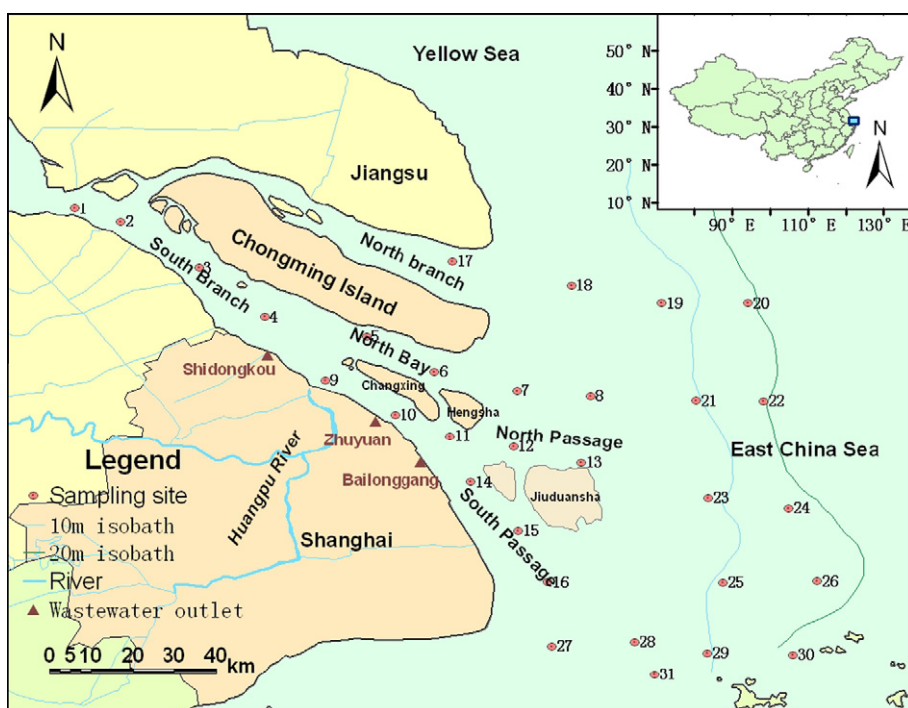 N
Yellow Sea
50° N
40° N
30° N
20° N
10° N
90° E
110° E
130° E
N
Jiangsu
1
2
3
4
5
6
7
8
9
10
11
12
13
14
15
16
17
18
19
20
21
22
23
24
25
26
27
28
29
30
31
North branch
Chongming Island
South Branch
North Bay
Shidongkou
Changxing
Hengsha
Zhuyuan
North Passage
East China Sea
Bailonggang
Jiuduansha
South Passage
Huangpu River
Shanghai
Legend
Sampling site
10m isobath
20m isobath
River
Wastewater outlet
0 5 10 20 30 40
km